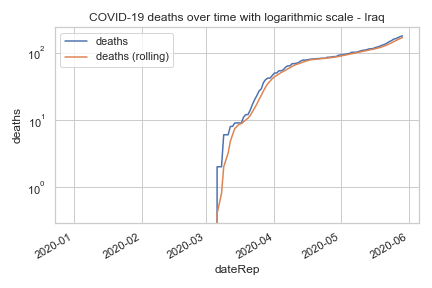 COVID-19 deaths over time with logarithmic scale - Iraq
deaths
deaths (rolling)
10²
10¹
10⁰
deaths
2020-01
2020-02
2020-03
2020-04
2020-05
2020-06
dateRep